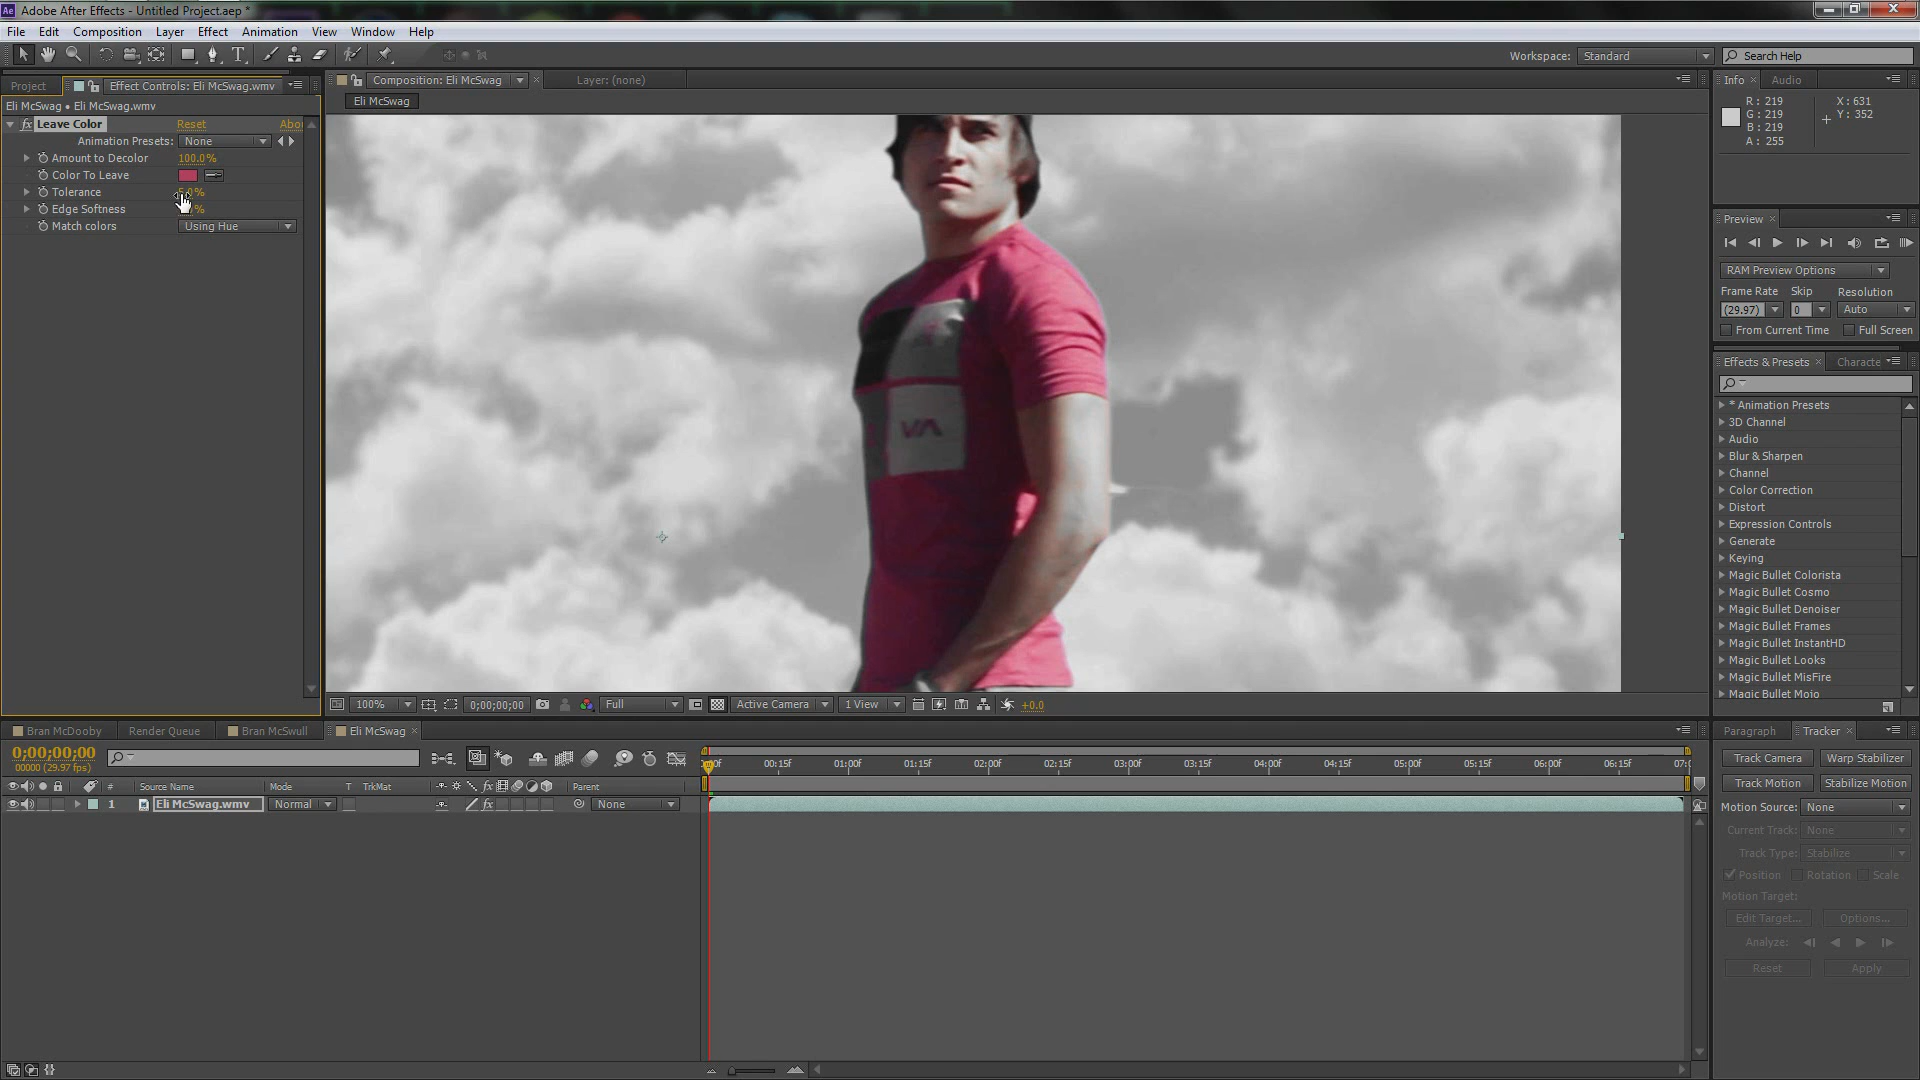 Ae Adobe After Effects - Untitled Project.aep *
File Edit Composition Layer Effect Animation View Window Help
Workspace: Standard Search Help
Project Effect Controls: Eli McSwag.wmv
Eli McSwag • Eli McSwag.wmv
fx Leave Color Reset Abo
Animation Presets: None
Amount to Decolor 100.0%
Color To Leave
Tolerance
Edge Softness
Match colors Using Hue
Composition: Eli McSwag Layer: (none)
Eli McSwag
VA
100% 0;00;00;00 Full Active Camera 1 View +0.0
Info Audio
R: 219 X: 631
G: 219 Y: 352
B: 219
A: 255
Preview
RAM Preview Options
Frame Rate Skip Resolution
(29.97) 0 Auto
From Current Time Full Screen
Effects & Presets Characte
* Animation Presets
3D Channel
Audio
Blur & Sharpen
Channel
Color Correction
Distort
Expression Controls
Generate
Keying
Magic Bullet Colorista
Magic Bullet Cosmo
Magic Bullet Denoiser
Magic Bullet Frames
Magic Bullet InstantHD
Magic Bullet Looks
Magic Bullet MisFire
Magic Bullet Mojo
Bran McDooby Render Queue Bran McSwull Eli McSwag
0;00;00;00
00000 (29.97 fps)
# Source Name Mode T TrkMat fx Parent
1 Eli McSwag.wmv Normal fx None
00:15f 01:00f 01:15f 02:00f 02:15f 03:00f 03:15f 04:00f 04:15f 05:00f 05:15f 06:00f 06:15f
Paragraph Tracker
Track Camera Warp Stabilizer
Track Motion Stabilize Motion
Motion Source: None
Current Track: None
Track Type: Stabilize
Position Rotation Scale
Motion Target:
Edit Target... Options...
Analyze:
Reset Apply